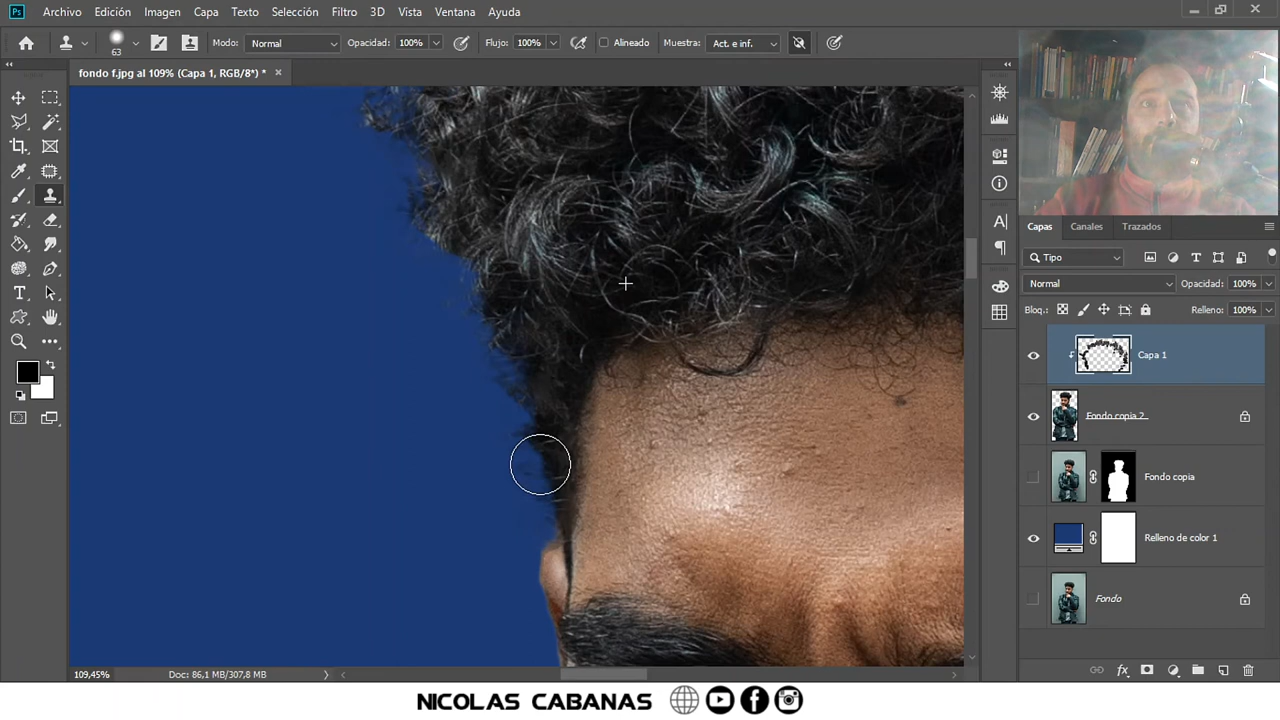 Ps Archivo Edición Imagen Capa Texto Selección Filtro 3D Vista Ventana Ayuda
63 Modo: Normal Opacidad: 100% Flujo: 100% Alineado Muestra: Act. e inf.
fondo f.jpg al 109% (Capa 1, RGB/8*) *
Capas Canales Trazados
Tipo
Normal Opacidad: 100%
Bloq.: Relleno: 100%
Capa 1
Fondo copia 2
Fondo copia
Relleno de color 1
Fondo
109,45% Doc: 86,1 MB/307,8 MB
NICOLAS CABANAS